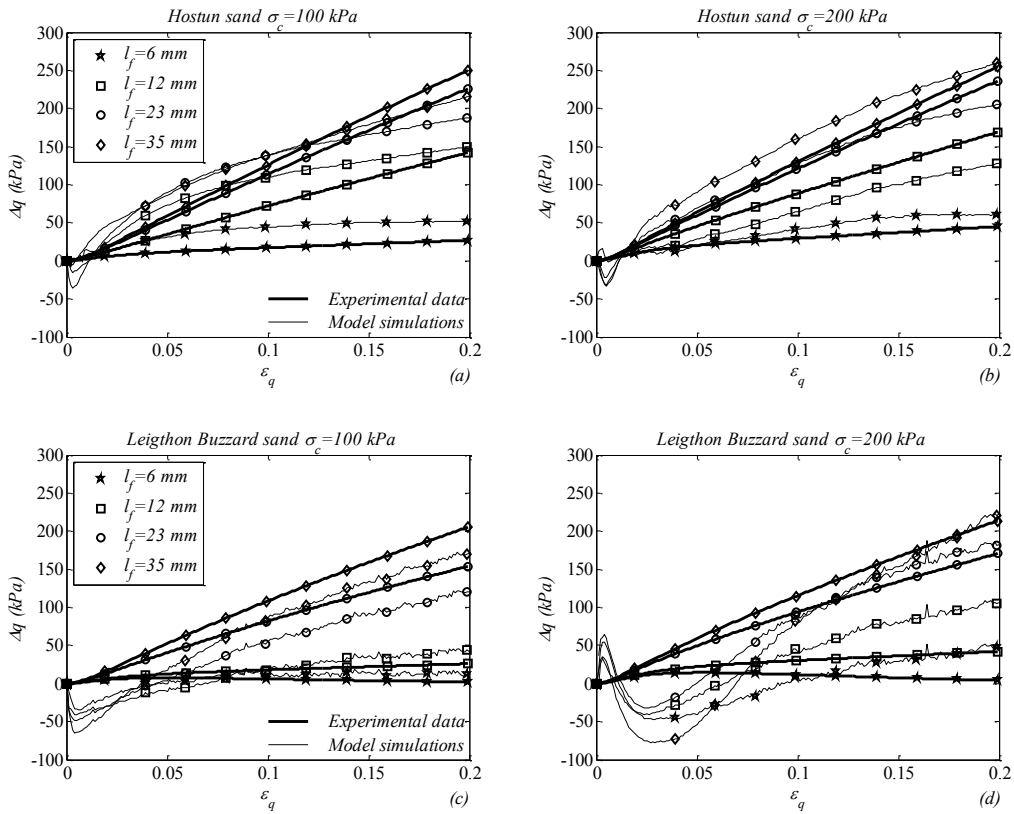 Hostun sand σc=100 kPa
300
250
200
150
100
50
0
-50
-100
Δq (kPa)
lf=6 mm
lf=12 mm
lf=23 mm
lf=35 mm
Experimental data
Model simulations
0 0.05 0.1 0.15 0.2
εq
(a)
Hostun sand σc=200 kPa
300
250
200
150
100
50
0
-50
-100
Δq (kPa)
0 0.05 0.1 0.15 0.2
εq
(b)
Leigthon Buzzard sand σc=100 kPa
300
250
200
150
100
50
0
-50
-100
Δq (kPa)
lf=6 mm
lf=12 mm
lf=23 mm
lf=35 mm
Experimental data
Model simulations
0 0.05 0.1 0.15 0.2
εq
(c)
Leigthon Buzzard sand σc=200 kPa
300
250
200
150
100
50
0
-50
-100
Δq (kPa)
0 0.05 0.1 0.15 0.2
εq
(d)